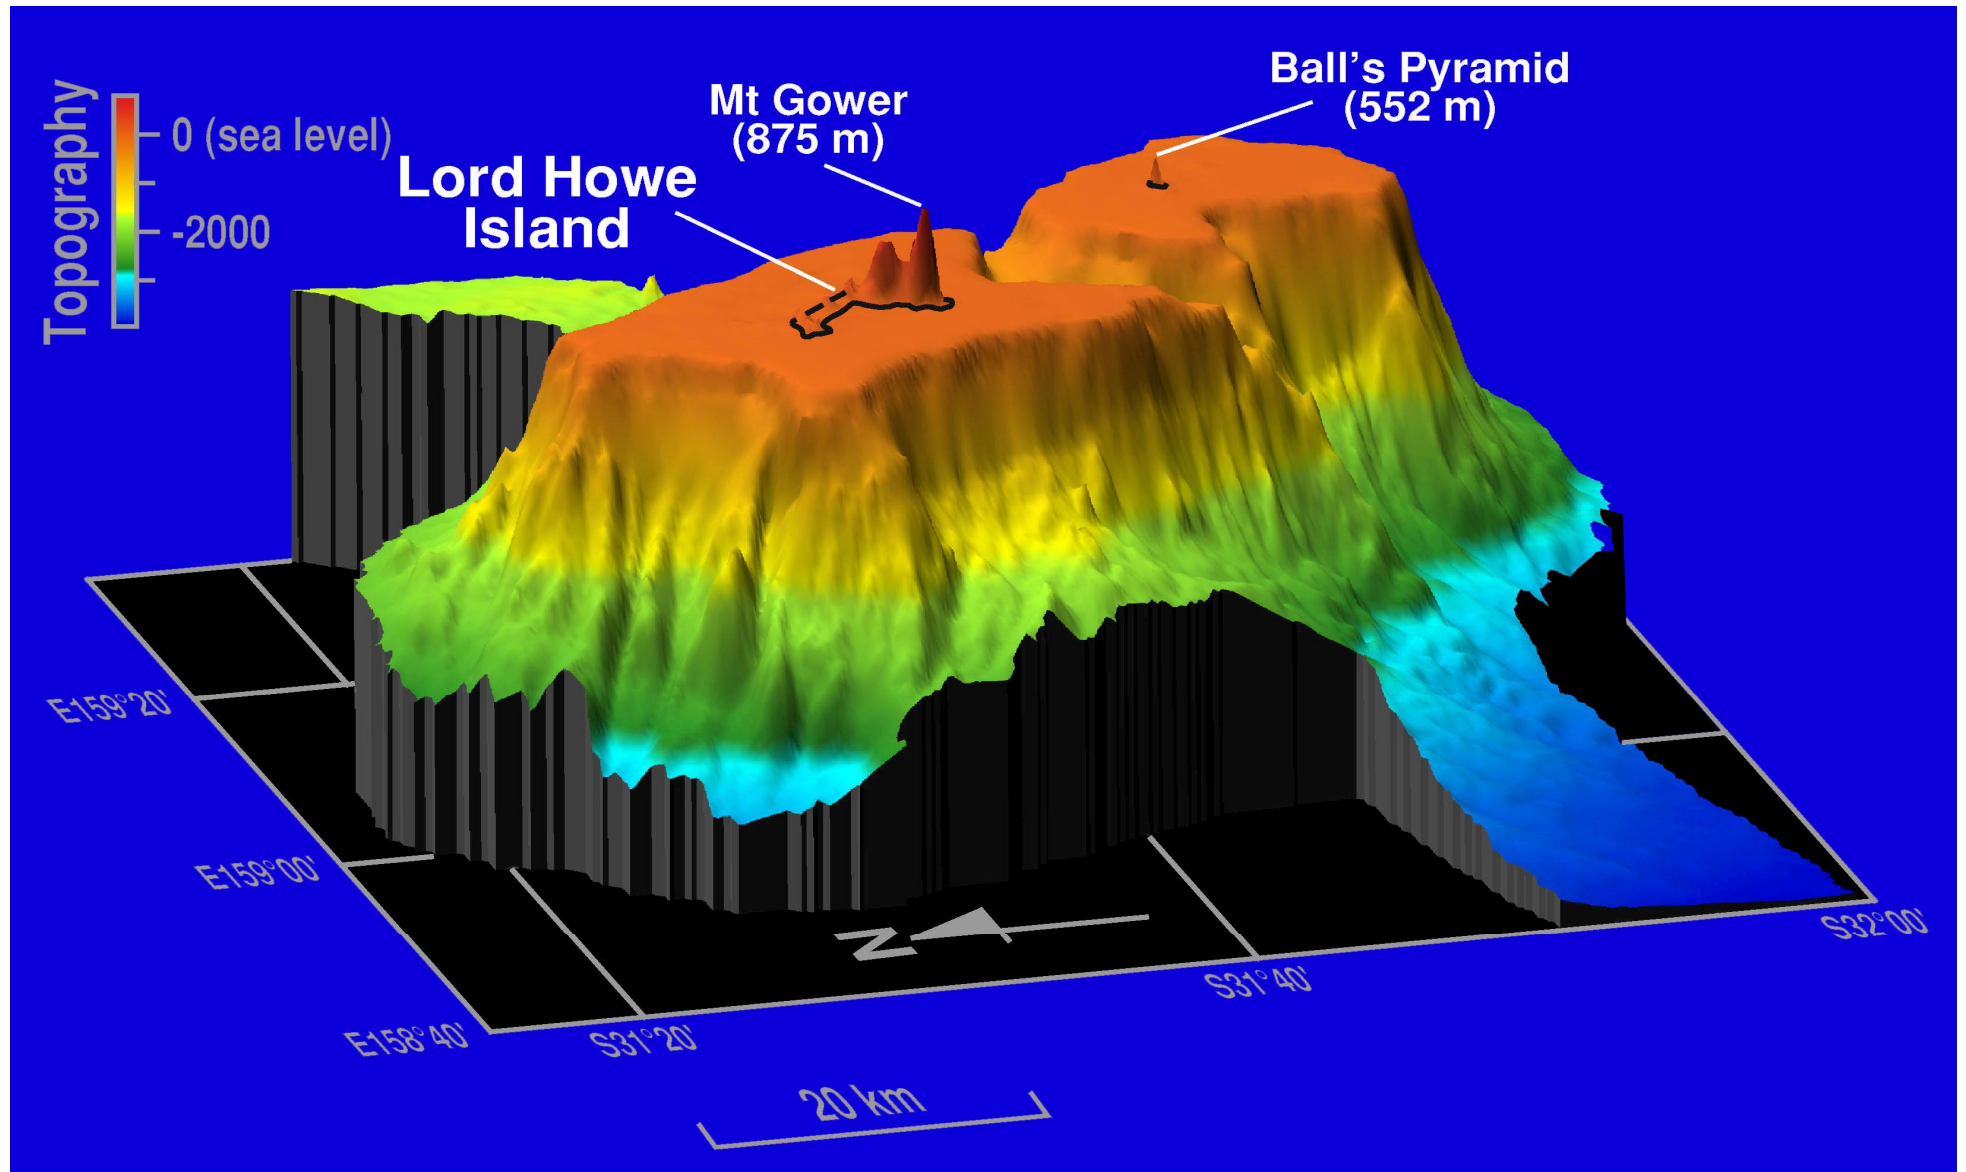 Topography
0 (sea level)
-2000
Lord Howe
Island
Mt Gower
(875 m)
Ball's Pyramid
(552 m)
E159°20'
E159°00'
E158°40'
S31°20'
S31°40'
S32°00'
N
20 km